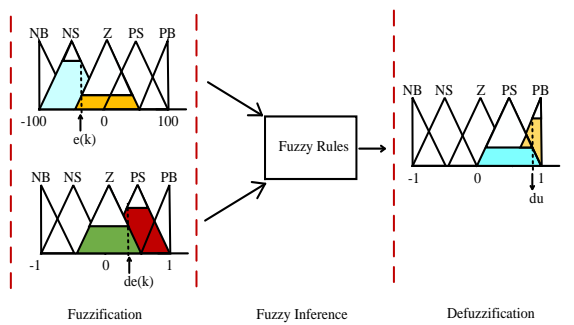 NB NS Z PS PB
-100 0 100
e(k)
NB NS Z PS PB
-1 0 1
de(k)
Fuzzy Rules
NB NS Z PS PB
-1 0 1
du
Fuzzification Fuzzy Inference Defuzzification